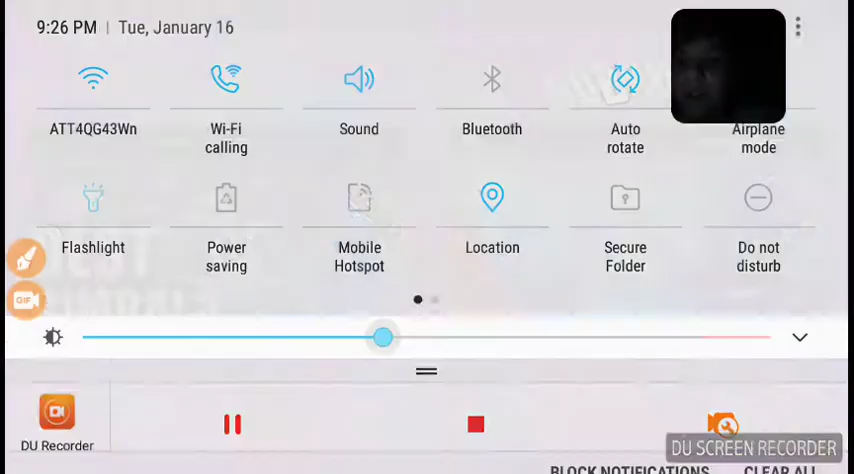 9:26 PM | Tue, January 16
ATT4QG43Wn
Wi-Fi
calling
Sound
Bluetooth
Auto
rotate
Airplane
mode
Flashlight
Power
saving
Mobile
Hotspot
Location
Secure
Folder
Do not
disturb
GIF
DU Recorder
DU SCREEN RECORDER
BLOCK NOTIFICATIONS
CLEAR ALL